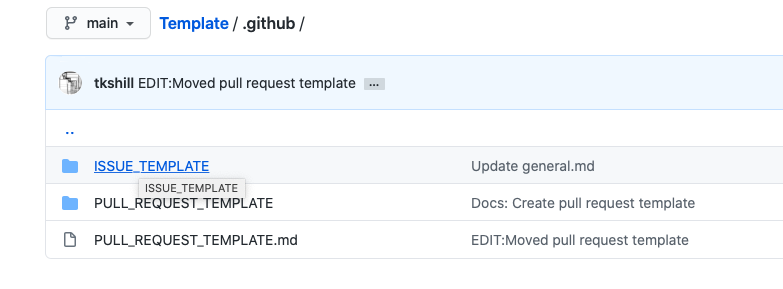 main Template / .github /
tkshill EDIT:Moved pull request template ...
..
ISSUE_TEMPLATE Update general.md
ISSUE_TEMPLATE
PULL_REQUEST_TEMPLATE Docs: Create pull request template
PULL_REQUEST_TEMPLATE.md EDIT:Moved pull request template